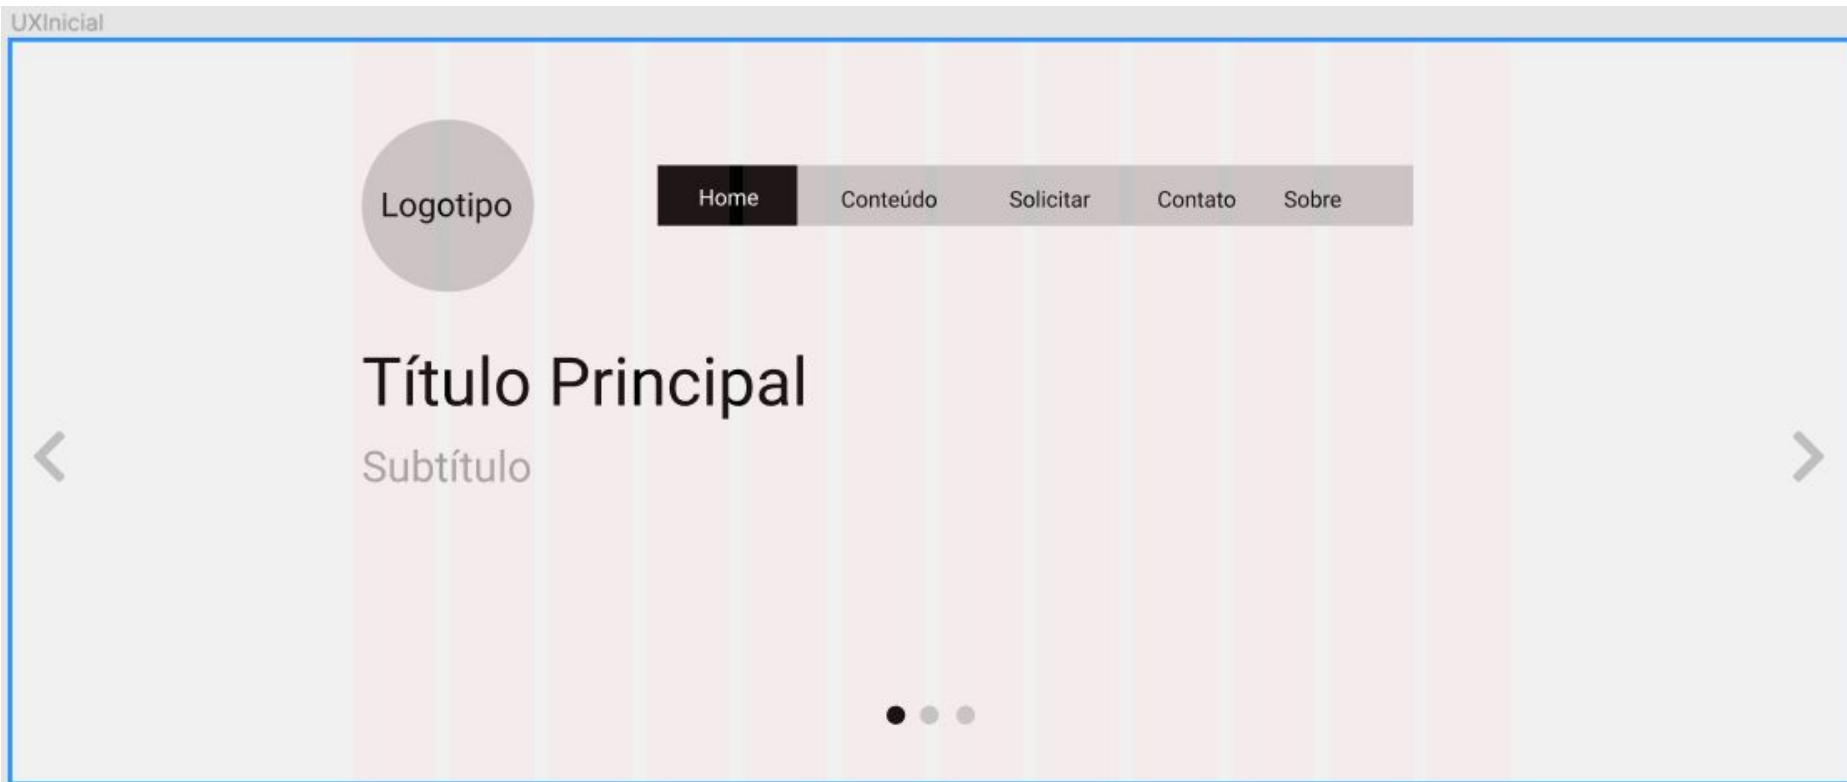 UXInicial
Logotipo
Home Conteúdo Solicitar Contato Sobre
Título Principal
Subtítulo